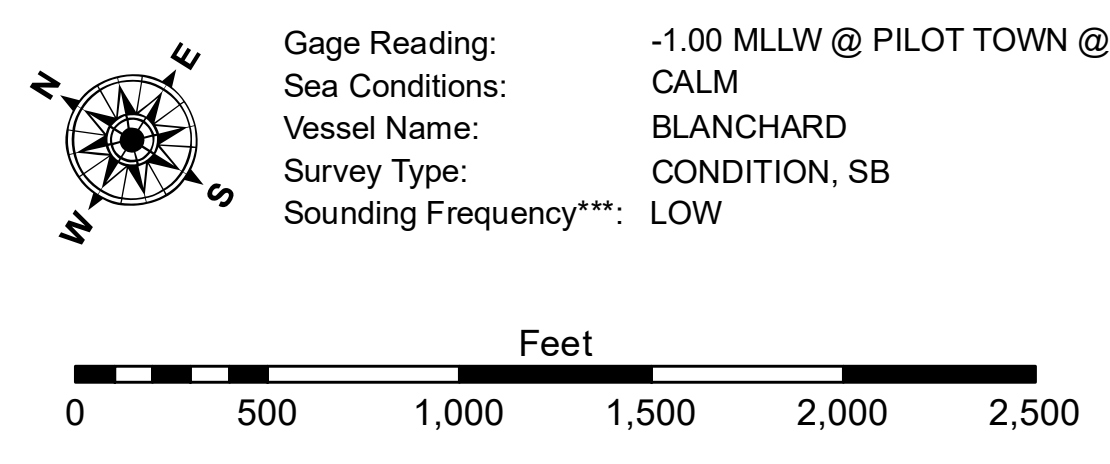 N
E
S
W
Gage Reading: -1.00 MLLW @ PILOT TOWN @
Sea Conditions: CALM
Vessel Name: BLANCHARD
Survey Type: CONDITION, SB
Sounding Frequency***: LOW
Feet
0 500 1,000 1,500 2,000 2,500